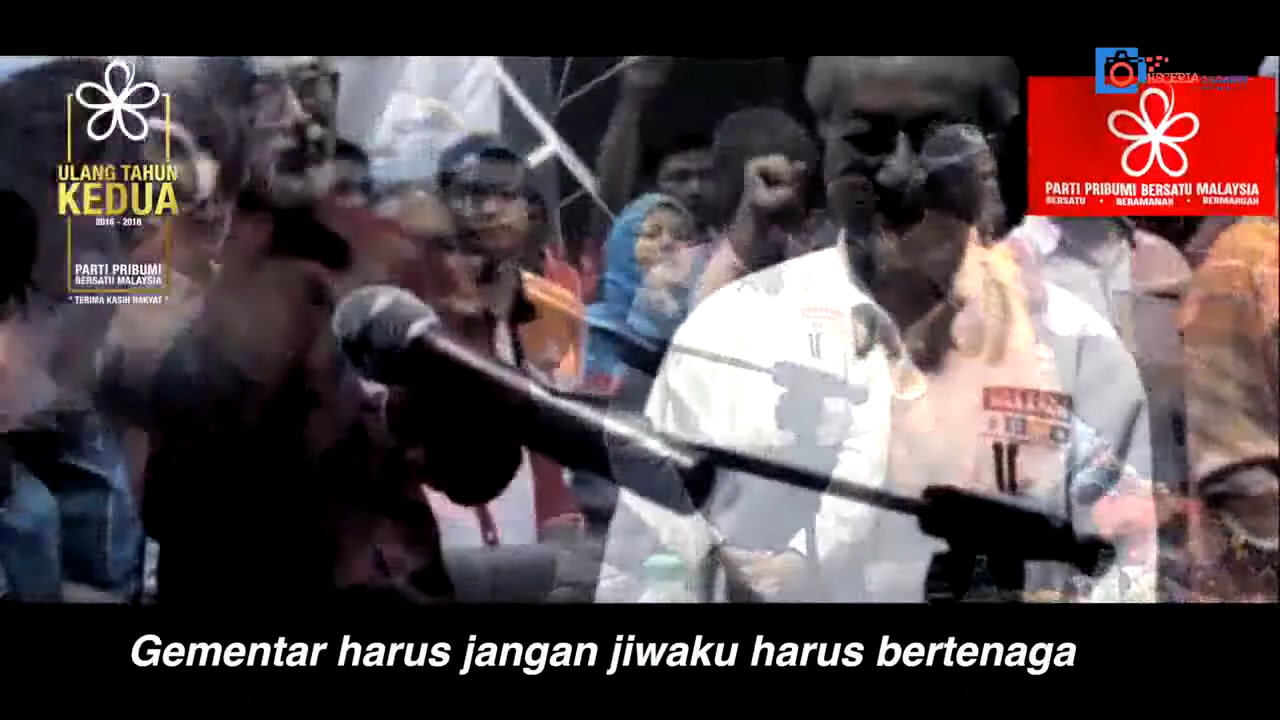 ULANG TAHUN
KEDUA
2016 - 2018
PARTI PRIBUMI
BERSATU MALAYSIA
" TERIMA KASIH RAKYAT "
PARTI PRIBUMI BERSATU MALAYSIA
BERSATU • BERAMANAH • BERMARUAH
Gementar harus jangan jiwaku harus bertenaga